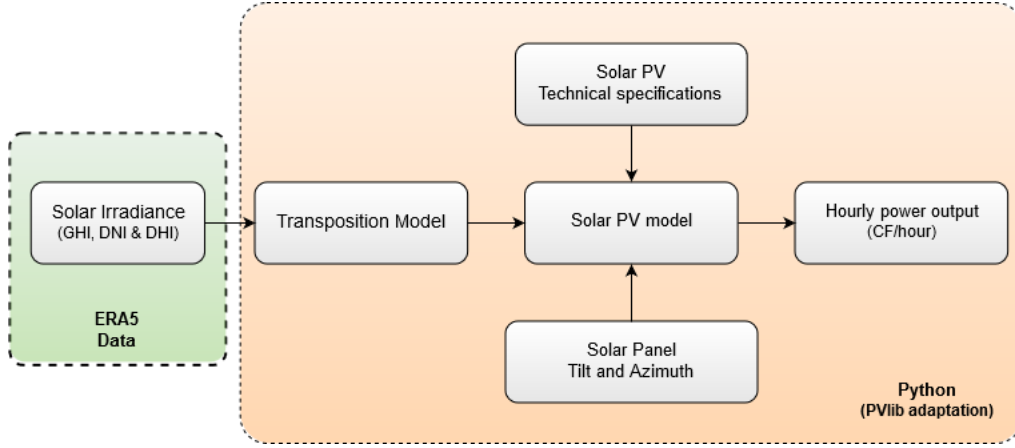 Solar PV
Technical specifications
Solar Irradiance
(GHI, DNI & DHI)
Transposition Model
Solar PV model
Hourly power output
(CF/hour)
ERA5
Data
Solar Panel
Tilt and Azimuth
Python
(PVlib adaptation)